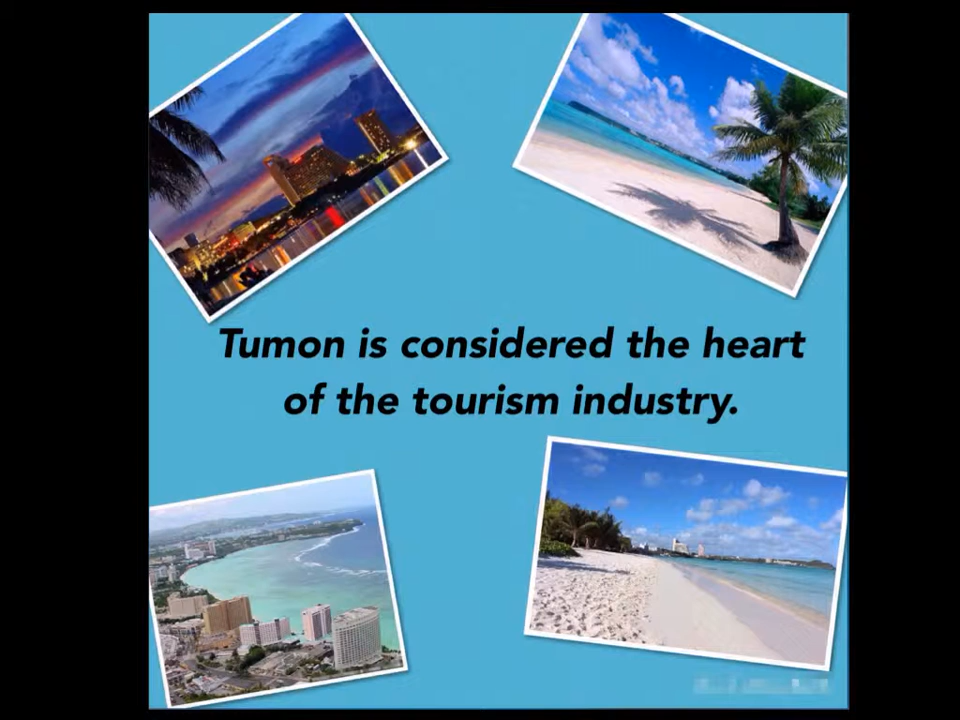 Tumon is considered the heart
of the tourism industry.